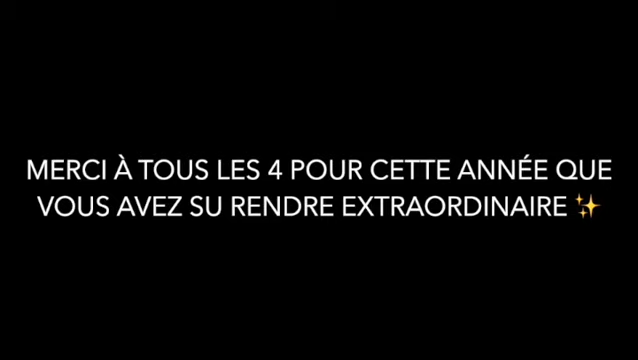 MERCI À TOUS LES 4 POUR CETTE ANNÉE QUE
VOUS AVEZ SU RENDRE EXTRAORDINAIRE ✨